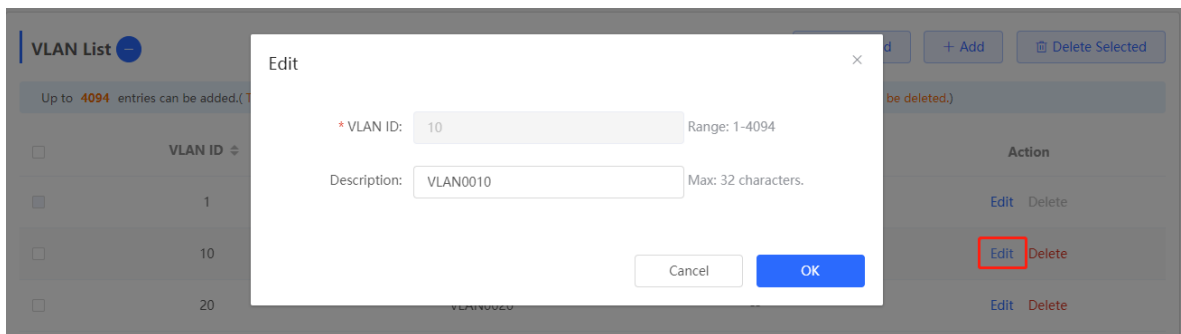 VLAN List
+ Add
Delete Selected
Up to 4094 entries can be added.(
be deleted.)
VLAN ID
Action
1
Edit Delete
10
Edit Delete
20
Edit Delete
Edit
* VLAN ID:
10
Range: 1-4094
Description:
VLAN0010
Max: 32 characters.
Cancel
OK